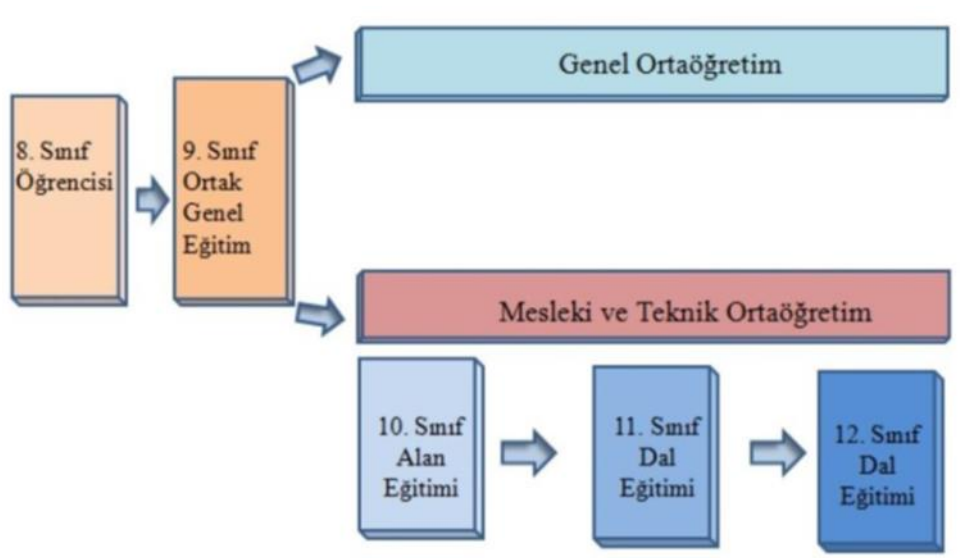 Genel Ortaöğretim
8. Sınıf
Öğrencisi
9. Sınıf
Ortak
Genel
Eğitim
Mesleki ve Teknik Ortaöğretim
10. Sınıf
Alan
Eğitimi
11. Sınıf
Dal
Eğitimi
12. Sınıf
Dal
Eğitimi